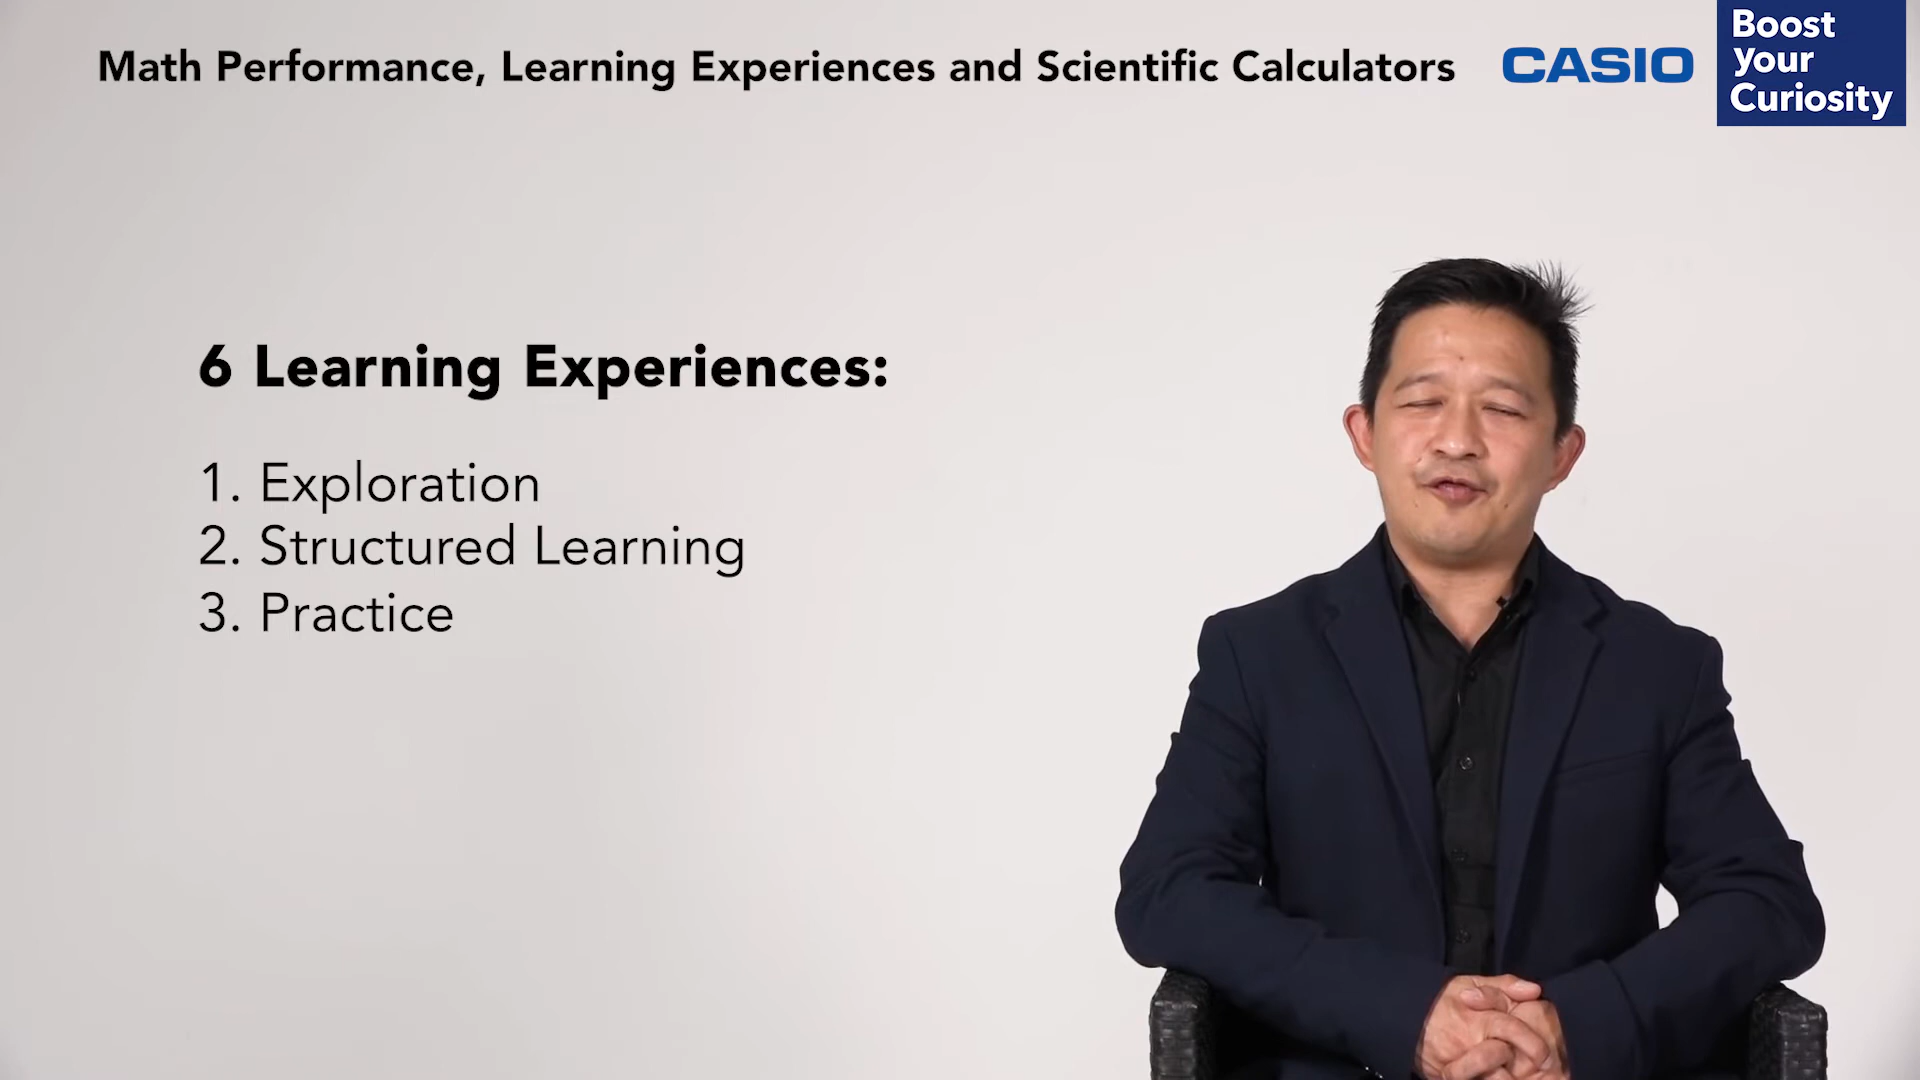 Math Performance, Learning Experiences and Scientific Calculators
CASIO
Boost
Your
Curiosity
6 Learning Experiences:
1. Exploration
2. Structured Learning
3. Practice